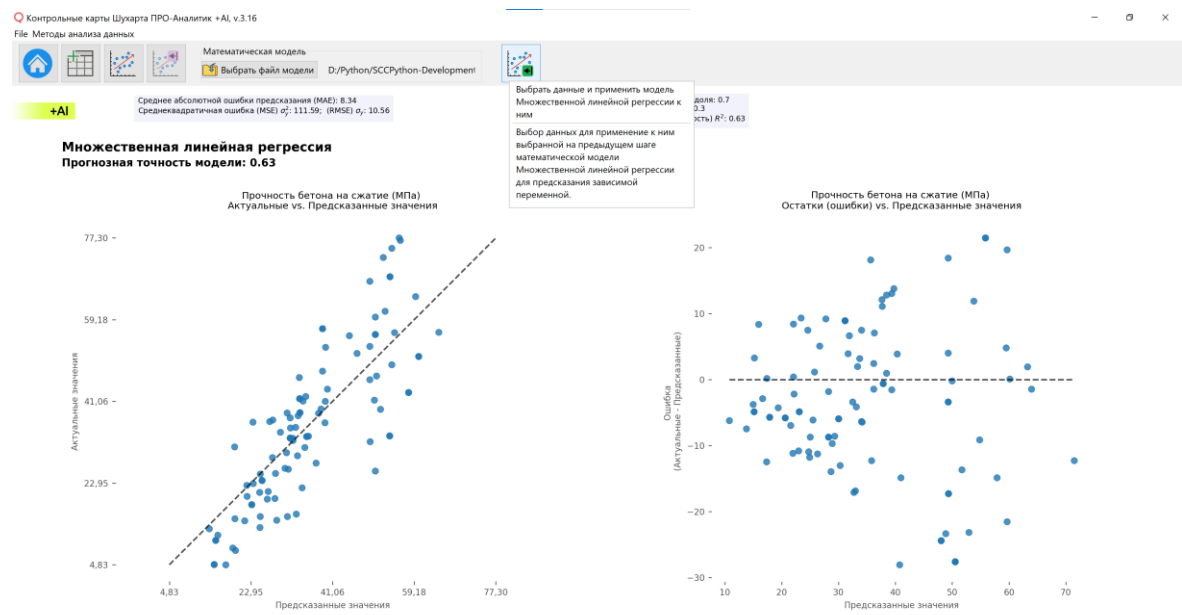 Контрольные карты Шухарта ПРО-Аналитик +AI, v.3.16
File Методы анализа данных
Математическая модель
Выбрать файл модели
D:/Python/SCCPython-Development
+AI
Среднее абсолютной ошибки предсказания (MAE): 8.34
Среднеквадратичная ошибка (MSE) σ²ᵧ: 111.59; (RMSE) σᵧ: 10.56
Выбрать данные и применить модель
Множественной линейной регрессии к
ним
Выбор данных для применение к ним
выбранной на предыдущем шаге
математической модели
Множественной линейной регрессии
для предсказания зависимой
переменной.
доля: 0.7
0.3
ость) R²: 0.63
Множественная линейная регрессия
Прогнозная точность модели: 0.63
Прочность бетона на сжатие (МПа)
Актуальные vs. Предсказанные значения
77,30
59,18
41,06
22,95
4,83
Актуальные значения
4,83 22,95 41,06 59,18 77,30
Предсказанные значения
Прочность бетона на сжатие (МПа)
Остатки (ошибки) vs. Предсказанные значения
20
10
0
−10
−20
−30
Ошибка
(Актуальные - Предсказанные)
10 20 30 40 50 60 70
Предсказанные значения